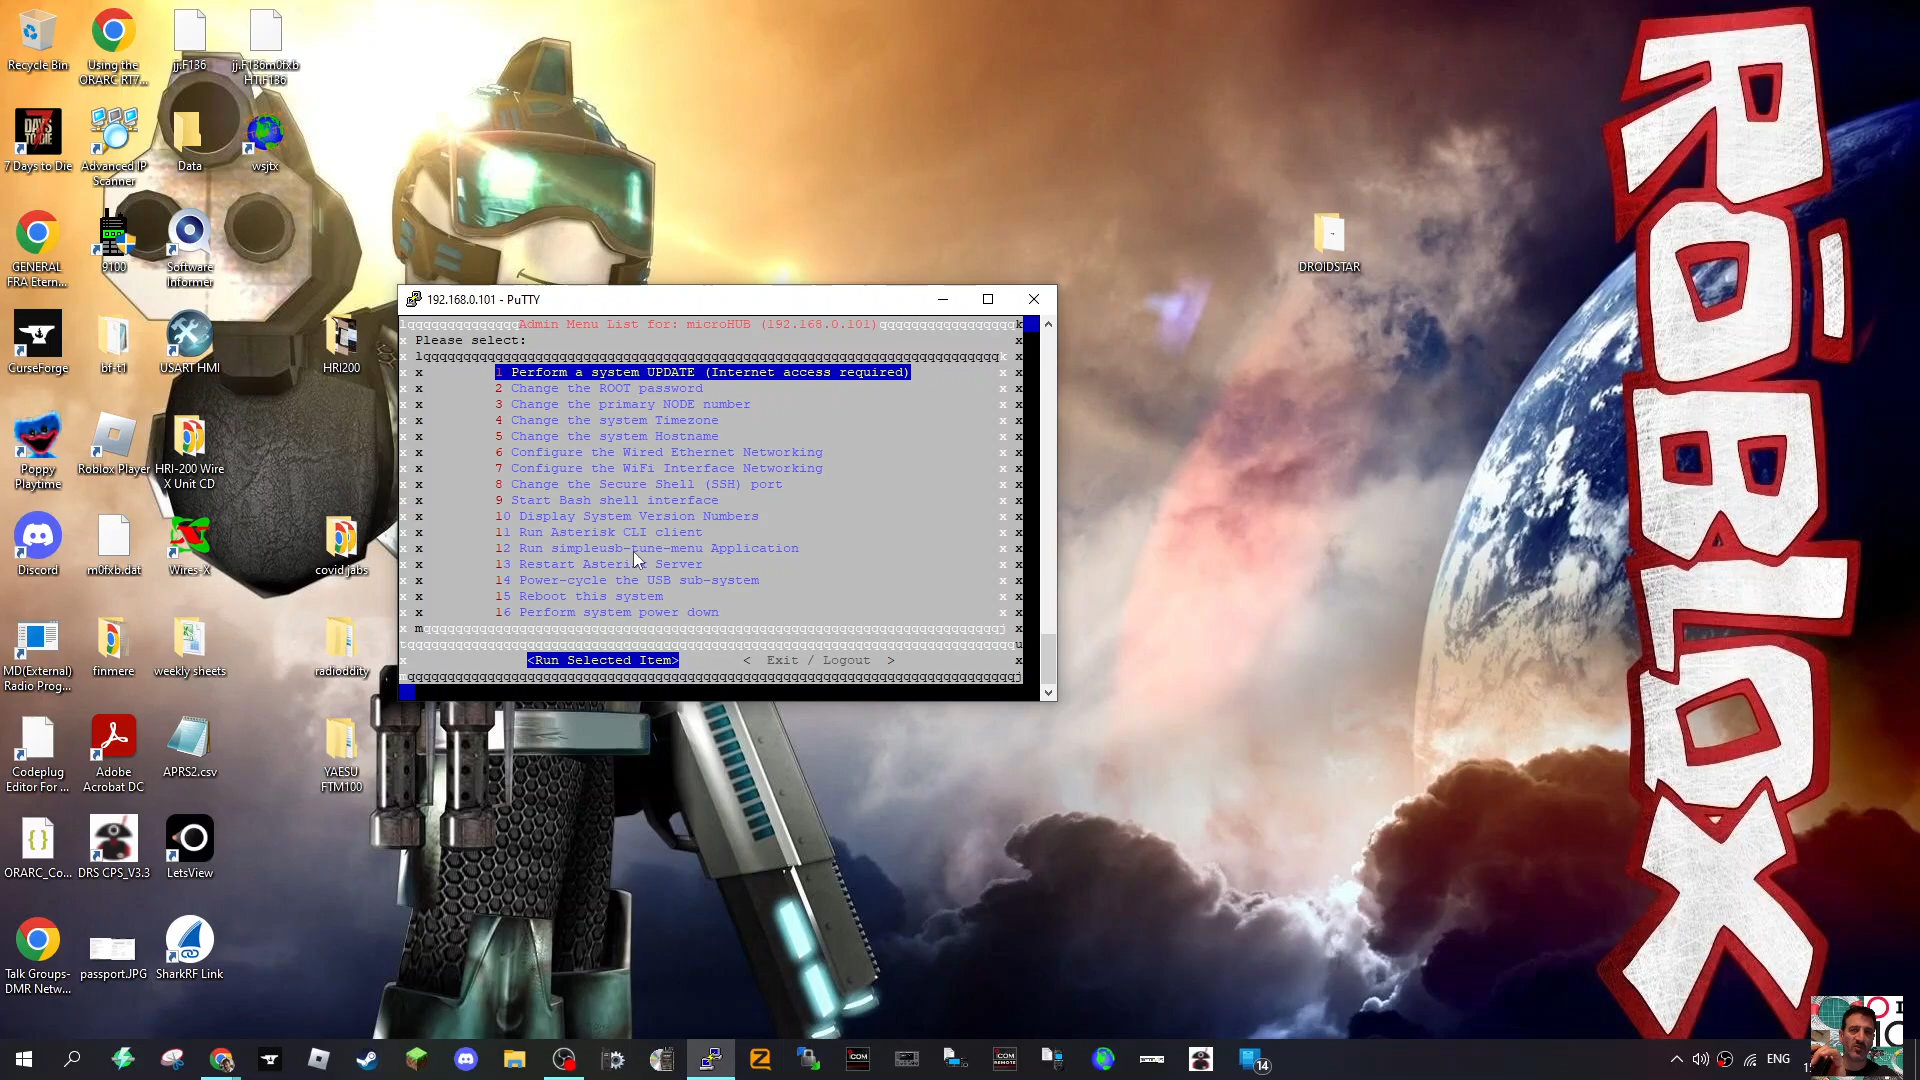 Recycle Bin
Using the
ORARC RT7...
jj.F136
jj.F136m0fxb
HTIF136
7 Days to Die
Advanced IP
Scanner
Data
wsjtx
GENERAL
FRA Etern...
9100
Software
Informer
CurseForge
bf-t1
USART HMI
HRI200
Poppy
Playtime
Roblox Player
HRI-200 Wire
X Unit CD
Discord
m0fxb.dat
Wires-X
covid jabs
MD(External)
Radio Prog...
finmere
weekly sheets
radioddity
Codeplug
Editor For ...
Adobe
Acrobat DC
APRS2.csv
YAESU
FTM100
ORARC_Co...
DRS CPS_V3.3
LetsView
Talk Groups-
DMR Netw...
passport.JPG
SharkRF Link
DROIDSTAR
ROBLOX
192.168.0.101 - PuTTY
Admin Menu List for: microHUB (192.168.0.101)
Please select:
1 Perform a system UPDATE (Internet access required)
2 Change the ROOT password
3 Change the primary NODE number
4 Change the system Timezone
5 Change the system Hostname
6 Configure the Wired Ethernet Networking
7 Configure the WiFi Interface Networking
8 Change the Secure Shell (SSH) port
9 Start Bash shell interface
10 Display System Version Numbers
11 Run Asterisk CLI client
12 Run simpleusb-tune-menu Application
13 Restart Asterisk Server
14 Power-cycle the USB sub-system
15 Reboot this system
16 Perform system power down
<Run Selected Item> < Exit / Logout >
ENG
14